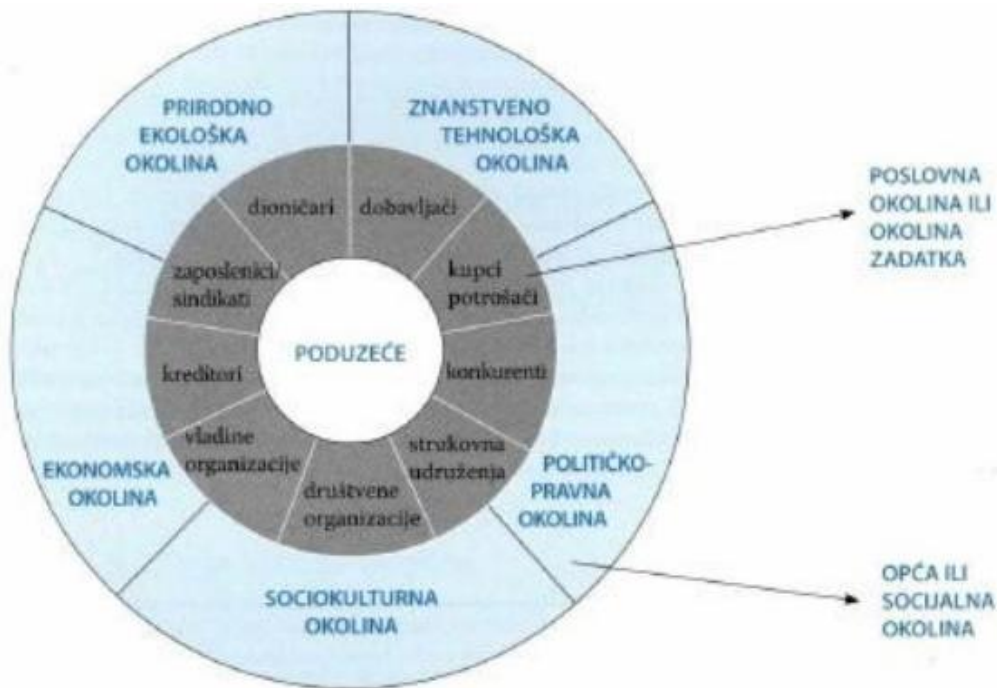 PRIRODNO
EKOLOŠKA
OKOLINA
ZNANSTVENO
TEHNOLOŠKA
OKOLINA
POSLOVNA
OKOLINA ILI
OKOLINA
ZADATKA
dioničari
dobavljači
zaposlenici/
sindikati
kupci
potrošači
PODUZEĆE
kreditori
konkurenti
vladine
organizacije
strukovna
udruženja
društvene
organizacije
EKONOMSKA
OKOLINA
POLITIČKO-
PRAVNA
OKOLINA
SOCIOKULTURNA
OKOLINA
OPĆA ILI
SOCIJALNA
OKOLINA